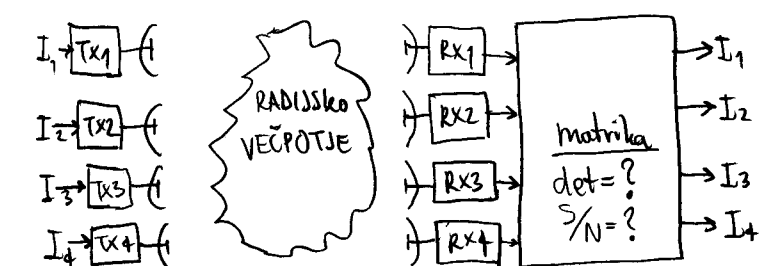 I1 TX1 RX1 I1
I2 TX2 RADIJSKO RX2 I2
VEČPOTJE matrika
I3 TX3 RX3 det=? I3
I4 TX4 RX4 S/N=? I4